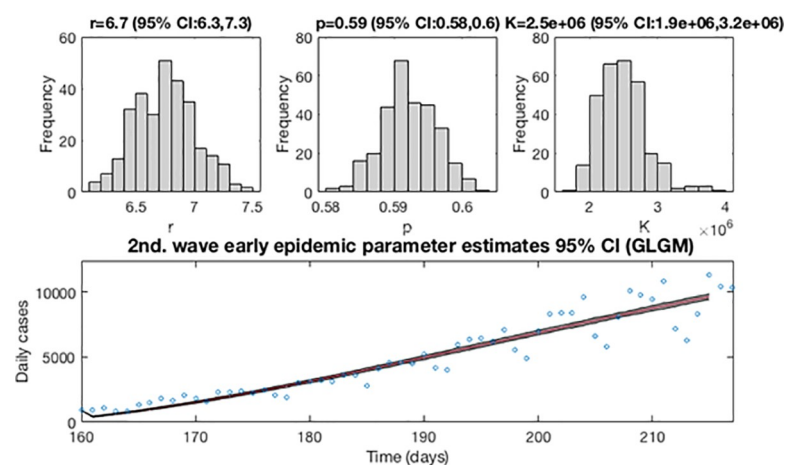 r=6.7 (95% CI:6.3,7.3)
p=0.59 (95% CI:0.58,0.6)
K=2.5e+06 (95% CI:1.9e+06,3.2e+06)
Frequency
60
40
20
0
6.5 7 7.5
r
Frequency
80
60
40
20
0
0.58 0.59 0.6
p
Frequency
80
60
40
20
0
2 3 4
K
×10⁶
2nd. wave early epidemic parameter estimates 95% CI (GLGM)
Daily cases
10000
5000
0
160 170 180 190 200 210
Time (days)